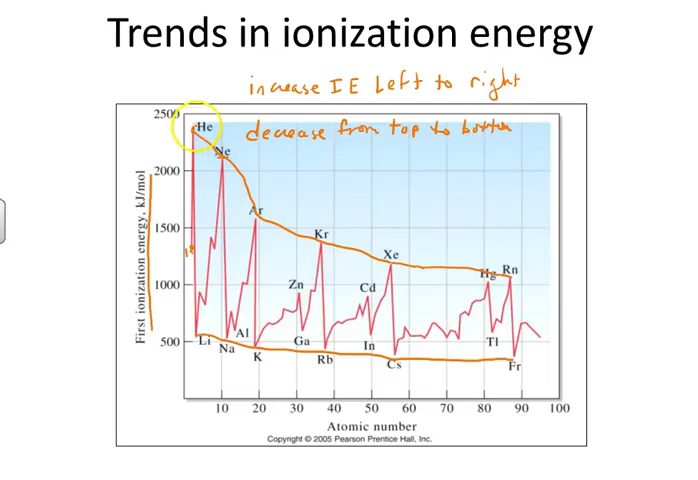 Trends in ionization energy
increase IE Left to right
decrease from top to bottom
First ionization energy, kJ/mol
2500
2000
1500
1000
500
He
Ne
Ar
Kr
Xe
Hg Rn
Zn
Cd
Li
Na
Al
K
Ga
Rb
In
Cs
Tl
Fr
10 20 30 40 50 60 70 80 90 100
Atomic number
Copyright © 2005 Pearson Prentice Hall, Inc.